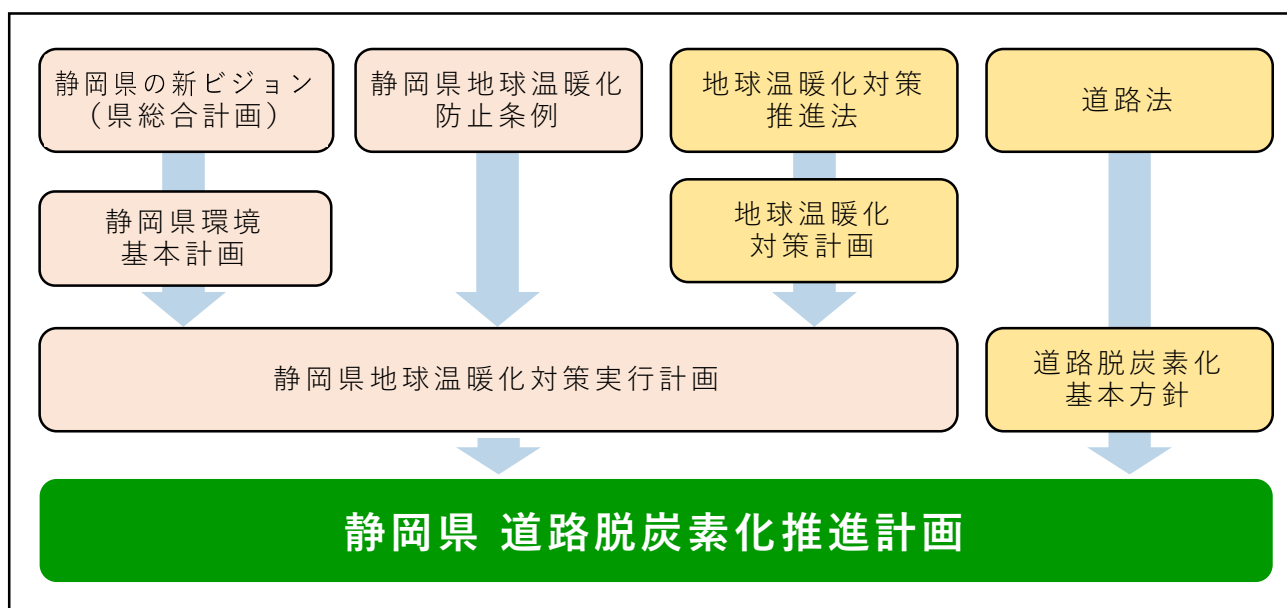 静岡県の新ビジョン
（県総合計画）
静岡県地球温暖化
防止条例
地球温暖化対策
推進法
道路法
静岡県環境
基本計画
地球温暖化
対策計画
静岡県地球温暖化対策実行計画
道路脱炭素化
基本方針
静岡県 道路脱炭素化推進計画